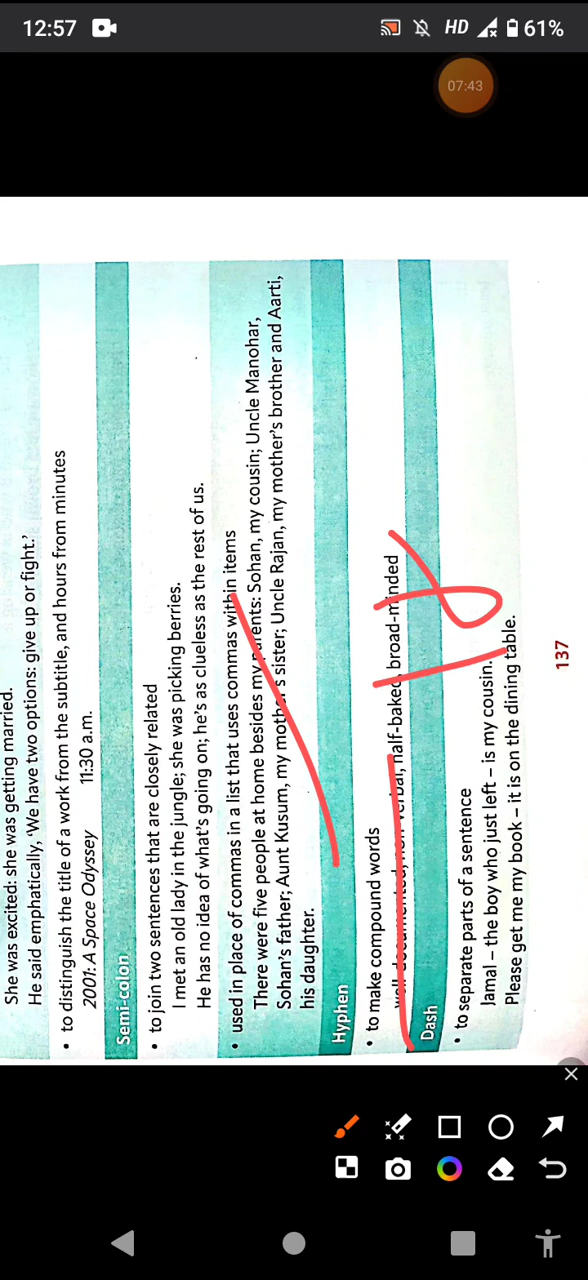 12:57
HD
61%
07:43
She was excited: she was getting married.
He said emphatically, ‘We have two options: give up or fight.’
• to distinguish the title of a work from the subtitle, and hours from minutes
2001: A Space Odyssey 11:30 a.m.
Semi-colon
• to join two sentences that are closely related
I met an old lady in the jungle; she was picking berries.
He has no idea of what’s going on; he’s as clueless as the rest of us.
• used in place of commas in a list that uses commas within items
There were five people at home besides my parents: Sohan, my cousin; Uncle Manohar,
Sohan’s father; Aunt Kusum, my mother’s sister; Uncle Rajan, my mother’s brother and Aarti,
his daughter.
Hyphen
• to make compound words
well-documented, non-verbal, half-baked, broad-minded
Dash
• to separate parts of a sentence
Jamal – the boy who just left – is my cousin.
Please get me my book – it is on the dining table.
137